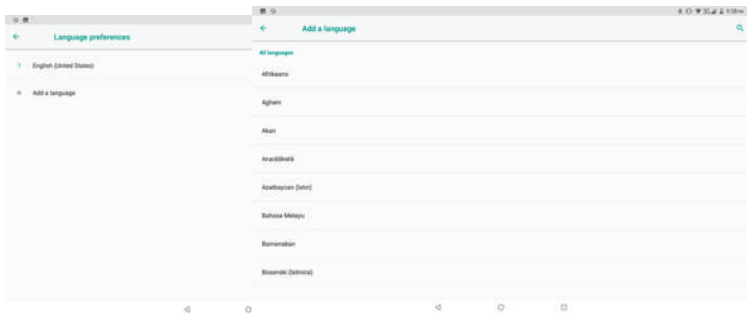 Language preferences
1 English (United States)
+ Add a language
Add a language
All languages
Afrikaans
Aghem
Akan
Azərbaycan (latın)
Bahasa Melayu
Bamanakan
Bosanski (latinica)